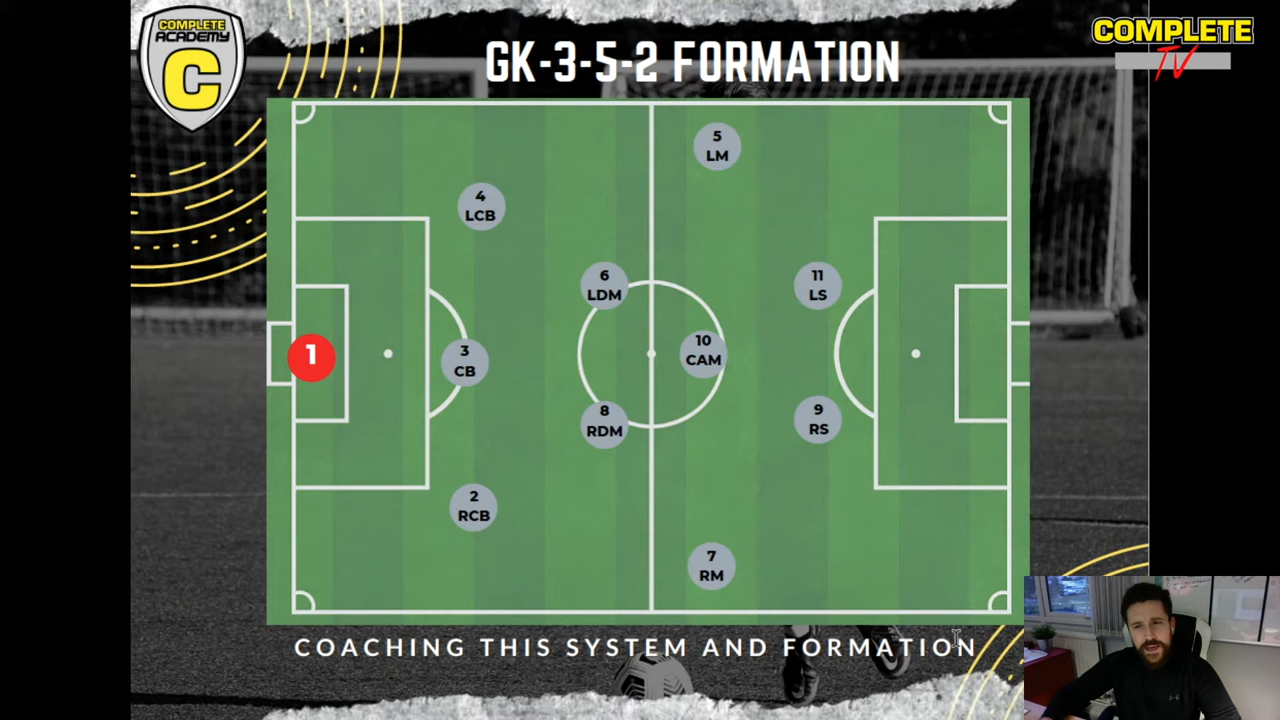 COMPLETE
ACADEMY
C
GK-3-5-2 FORMATION
COMPLETE
TV
5
LM
4
LCB
6
LDM
11
LS
1
3
CB
10
CAM
8
RDM
9
RS
2
RCB
7
RM
COACHING THIS SYSTEM AND FORMATION